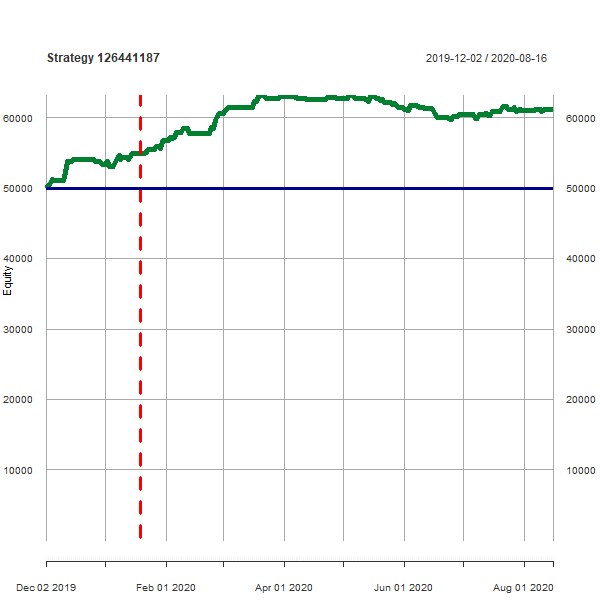 Strategy 126441187
2019-12-02 / 2020-08-16
60000
60000
50000
50000
40000
40000
Equity
30000
30000
20000
20000
10000
10000
Dec 02 2019
Feb 01 2020
Apr 01 2020
Jun 01 2020
Aug 01 2020